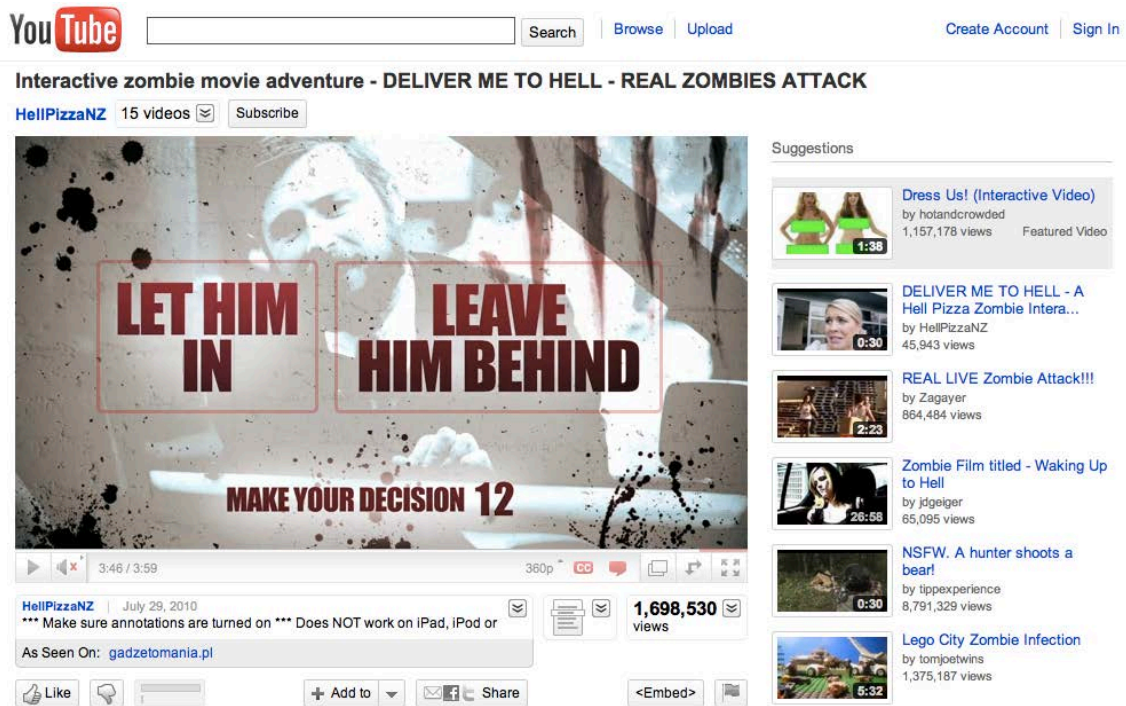 You Tube
Search
Browse
Upload
Create Account
Sign In
Interactive zombie movie adventure - DELIVER ME TO HELL - REAL ZOMBIES ATTACK
HellPizzaNZ
15 videos
Subscribe
LET HIM
IN
LEAVE
HIM BEHIND
MAKE YOUR DECISION 12
3:46 / 3:59
360p
CC
HellPizzaNZ
July 29, 2010
*** Make sure annotations are turned on *** Does NOT work on iPad, iPod or
As Seen On: gadzetomania.pl
1,698,530
views
Like
Add to
Share
<Embed>
Suggestions
1:38
Dress Us! (Interactive Video)
by hotandcrowded
1,157,178 views
Featured Video
0:30
DELIVER ME TO HELL - A
Hell Pizza Zombie Intera...
by HellPizzaNZ
45,943 views
2:23
REAL LIVE Zombie Attack!!!
by Zagayer
864,484 views
26:58
Zombie Film titled - Waking Up
to Hell
by jdgeiger
65,095 views
0:30
NSFW. A hunter shoots a
bear!
by tippexperience
8,791,329 views
5:32
Lego City Zombie Infection
by tomjoetwins
1,375,187 views